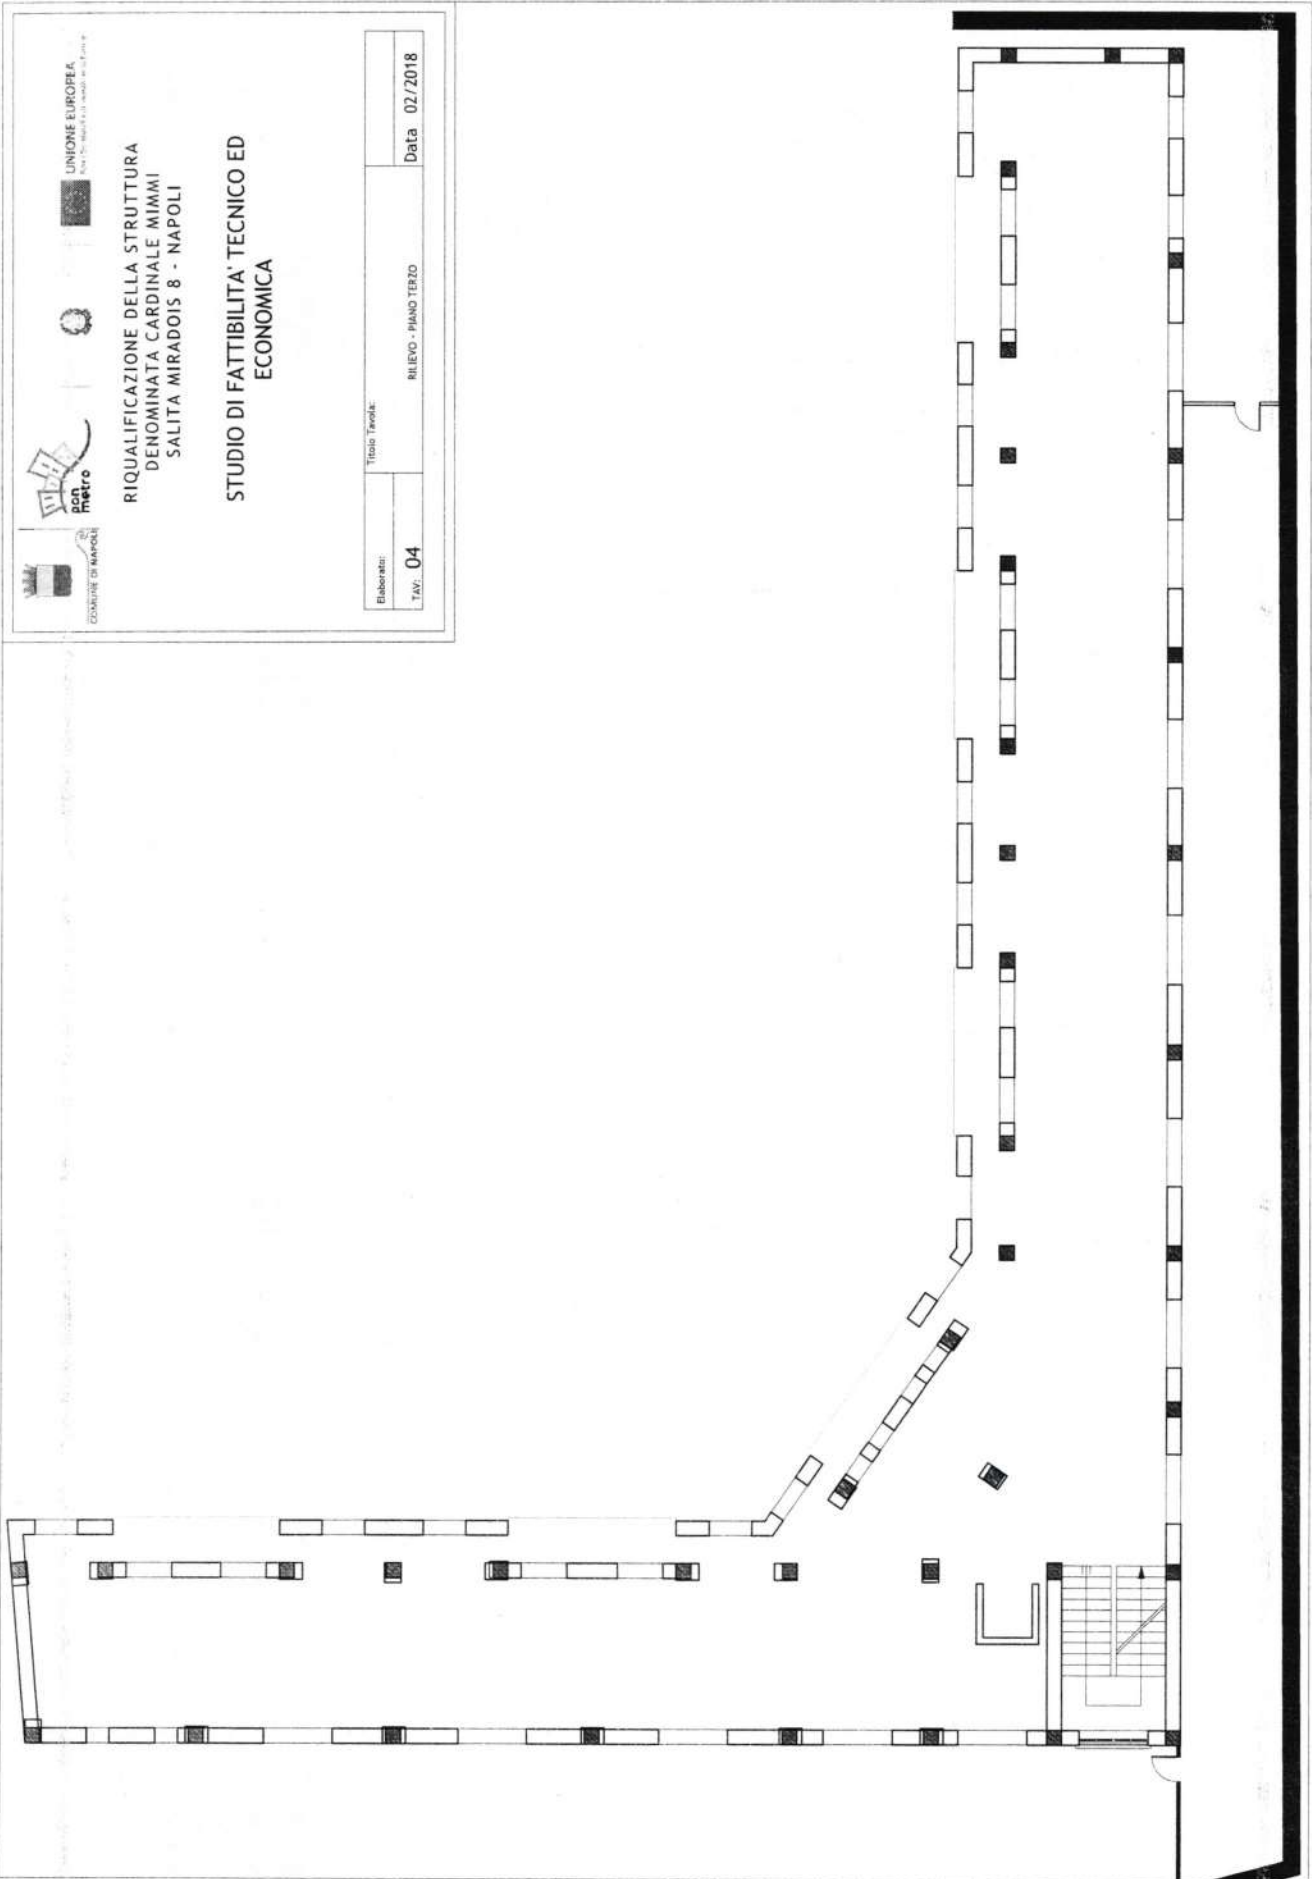 COMUNE DI NAPOLI
pon
metro
UNIONE EUROPEA
RIQUALIFICAZIONE DELLA STRUTTURA
DENOMINATA CARDINALE MIMMI
SALITA MIRADOIS 8 - NAPOLI
STUDIO DI FATTIBILITA' TECNICO ED
ECONOMICA
Elaborato:
TAV: 04
Titolo Tavola:
RILIEVO - PIANO TERZO
Data 02/2018